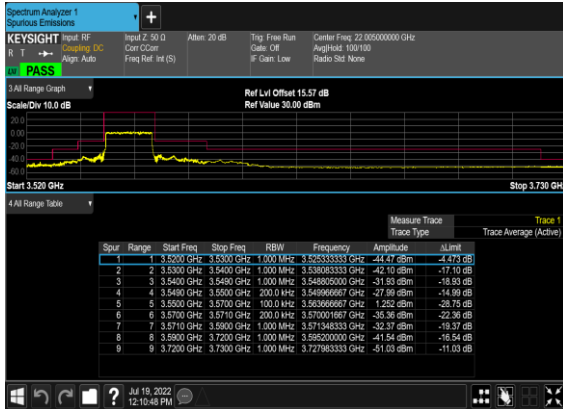 Spectrum Analyzer 1
Spurious Emissions
KEYSIGHT Input: RF Input Z: 50 Ω Atten: 20 dB Trig: Free Run Center Freq: 22.005000000 GHz
R T Coupling: DC Corr CCorr Gate: Off Avg|Hold: 100/100
Align: Auto Freq Ref: Int (S) IF Gain: Low Radio Std: None
PASS
3 All Range Graph Ref Lvl Offset 15.57 dB
Scale/Div 10.0 dB Ref Value 30.00 dBm
20.0
0.00
-20.0
-40.0
-60.0
Start 3.520 GHz Stop 3.730 GH
4 All Range Table
Measure Trace Trace 1
Trace Type Trace Average (Active)
Spur Range Start Freq Stop Freq RBW Frequency Amplitude ΔLimit
1 1 3.5200 GHz 3.5300 GHz 1.000 MHz 3.525333333 GHz -44.47 dBm -4.473 dB
2 2 3.5300 GHz 3.5400 GHz 1.000 MHz 3.538083333 GHz -42.10 dBm -17.10 dB
3 3 3.5400 GHz 3.5490 GHz 1.000 MHz 3.548805000 GHz -31.93 dBm -18.93 dB
4 4 3.5490 GHz 3.5500 GHz 200.0 kHz 3.549966667 GHz -27.99 dBm -14.99 dB
5 5 3.5500 GHz 3.5700 GHz 100.0 kHz 3.563666667 GHz 1.252 dBm -28.75 dB
6 6 3.5700 GHz 3.5710 GHz 200.0 kHz 3.570001667 GHz -35.36 dBm -22.36 dB
7 7 3.5710 GHz 3.5900 GHz 1.000 MHz 3.571348333 GHz -32.37 dBm -19.37 dB
8 8 3.5900 GHz 3.7200 GHz 1.000 MHz 3.595200000 GHz -41.54 dBm -16.54 dB
9 9 3.7200 GHz 3.7300 GHz 1.000 MHz 3.727983333 GHz -51.03 dBm -11.03 dB
Jul 19, 2022
12:10:48 PM